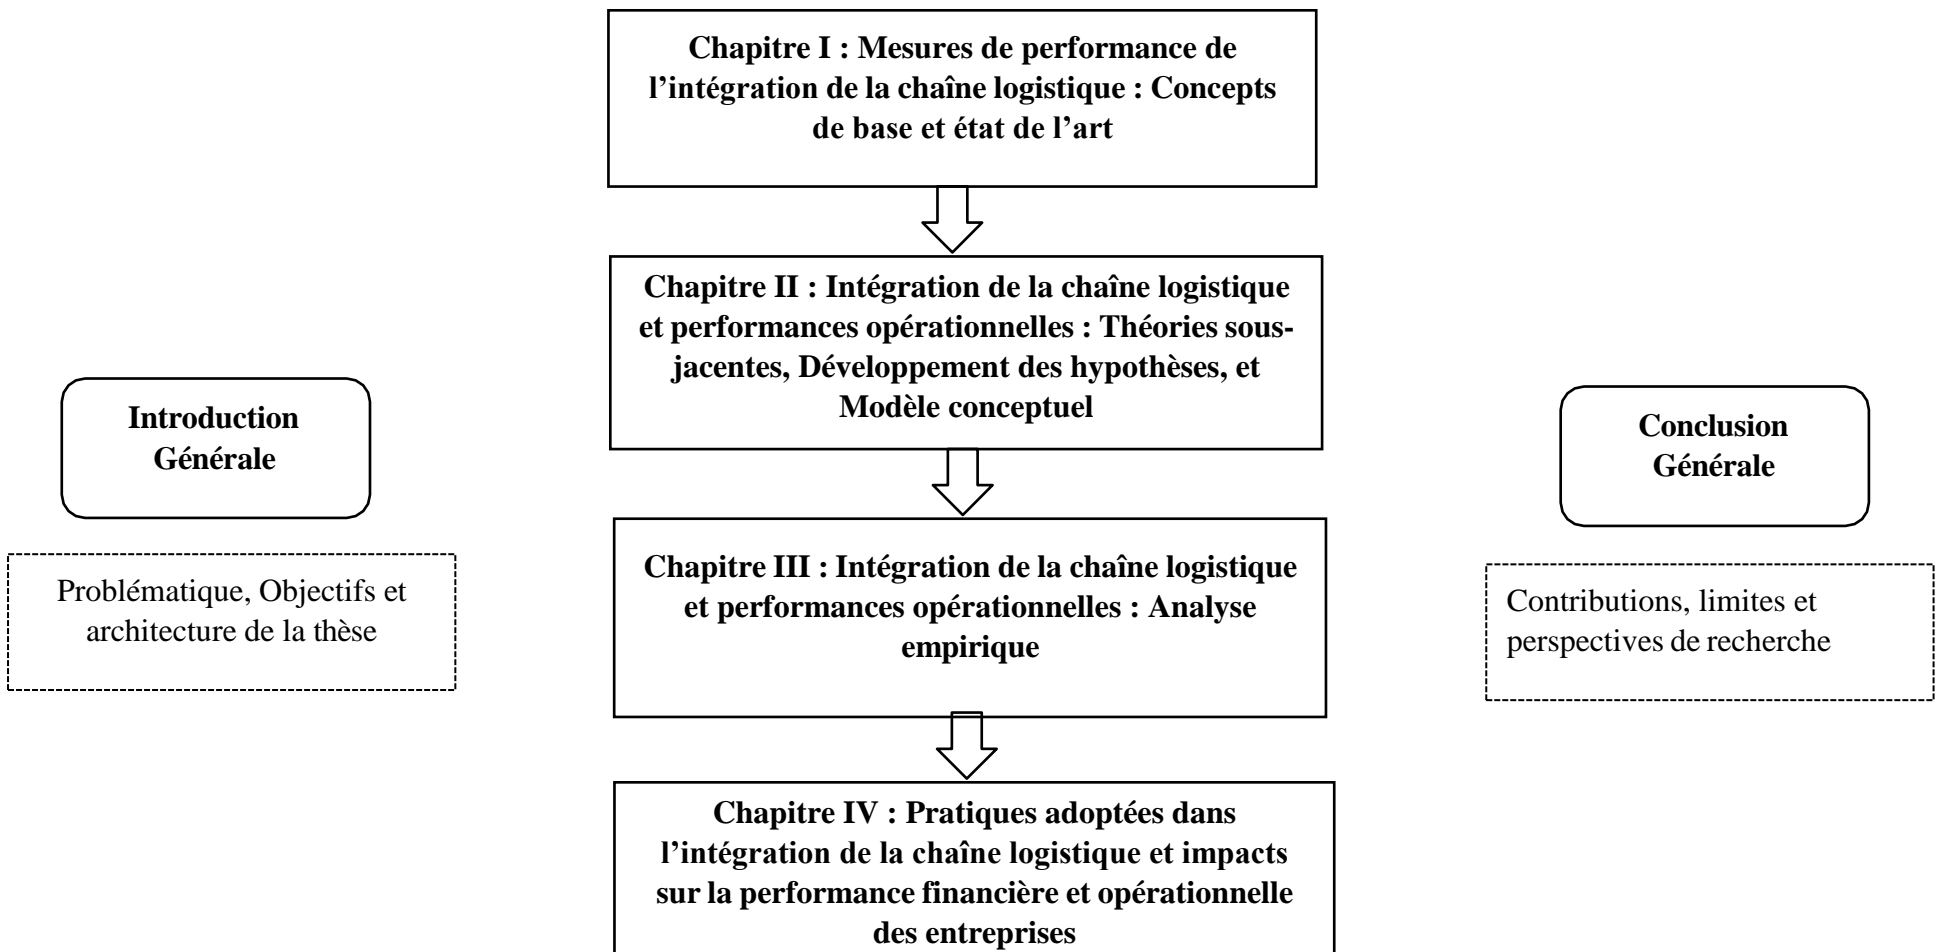 Chapitre I : Mesures de performance de
l’intégration de la chaîne logistique : Concepts
de base et état de l’art
Chapitre II : Intégration de la chaîne logistique
et performances opérationnelles : Théories sous-
jacentes, Développement des hypothèses, et
Modèle conceptuel
Introduction
Générale
Conclusion
Générale
Chapitre III : Intégration de la chaîne logistique
et performances opérationnelles : Analyse
empirique
Problématique, Objectifs et
architecture de la thèse
Contributions, limites et
perspectives de recherche
Chapitre IV : Pratiques adoptées dans
l’intégration de la chaîne logistique et impacts
sur la performance financière et opérationnelle
des entreprises